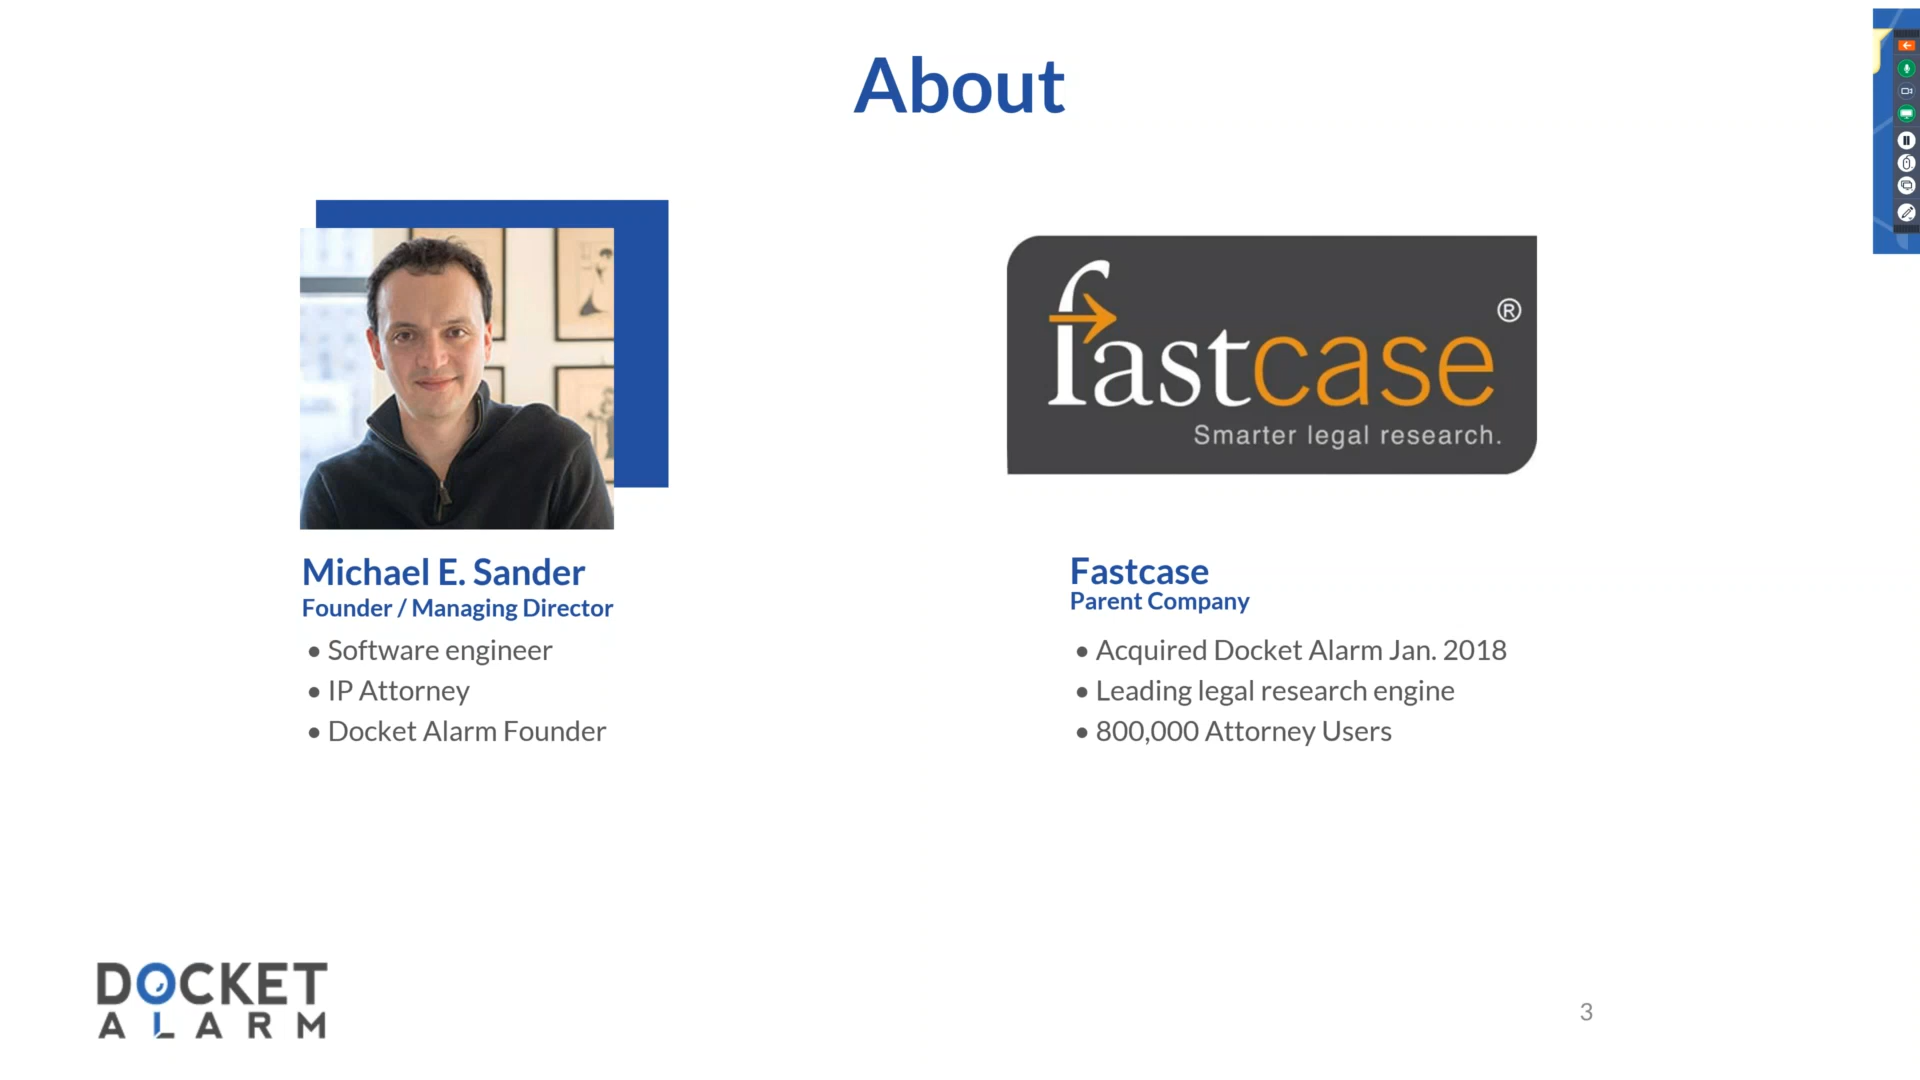 About
fastcase®
Smarter legal research.
Michael E. Sander
Founder / Managing Director
• Software engineer
• IP Attorney
• Docket Alarm Founder
Fastcase
Parent Company
• Acquired Docket Alarm Jan. 2018
• Leading legal research engine
• 800,000 Attorney Users
DOCKET
ALARM
3